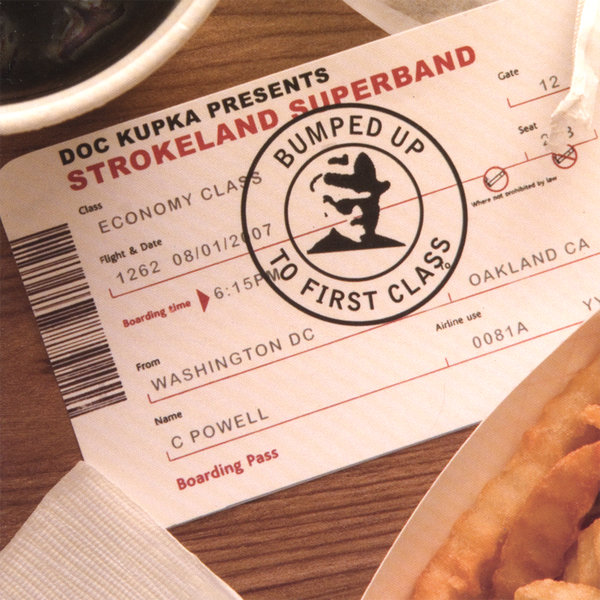 DOC KUPKA PRESENTS
STROKELAND SUPERBAND
Gate
12
Class
ECONOMY CLASS
Seat
Where not prohibited by law
Flight & Date
1262 08/01/2007
BUMPED UP
TO FIRST CLASS
Boarding time 6:15PM
To
OAKLAND CA
From
WASHINGTON DC
Airline use
0081A
Name
C POWELL
Boarding Pass